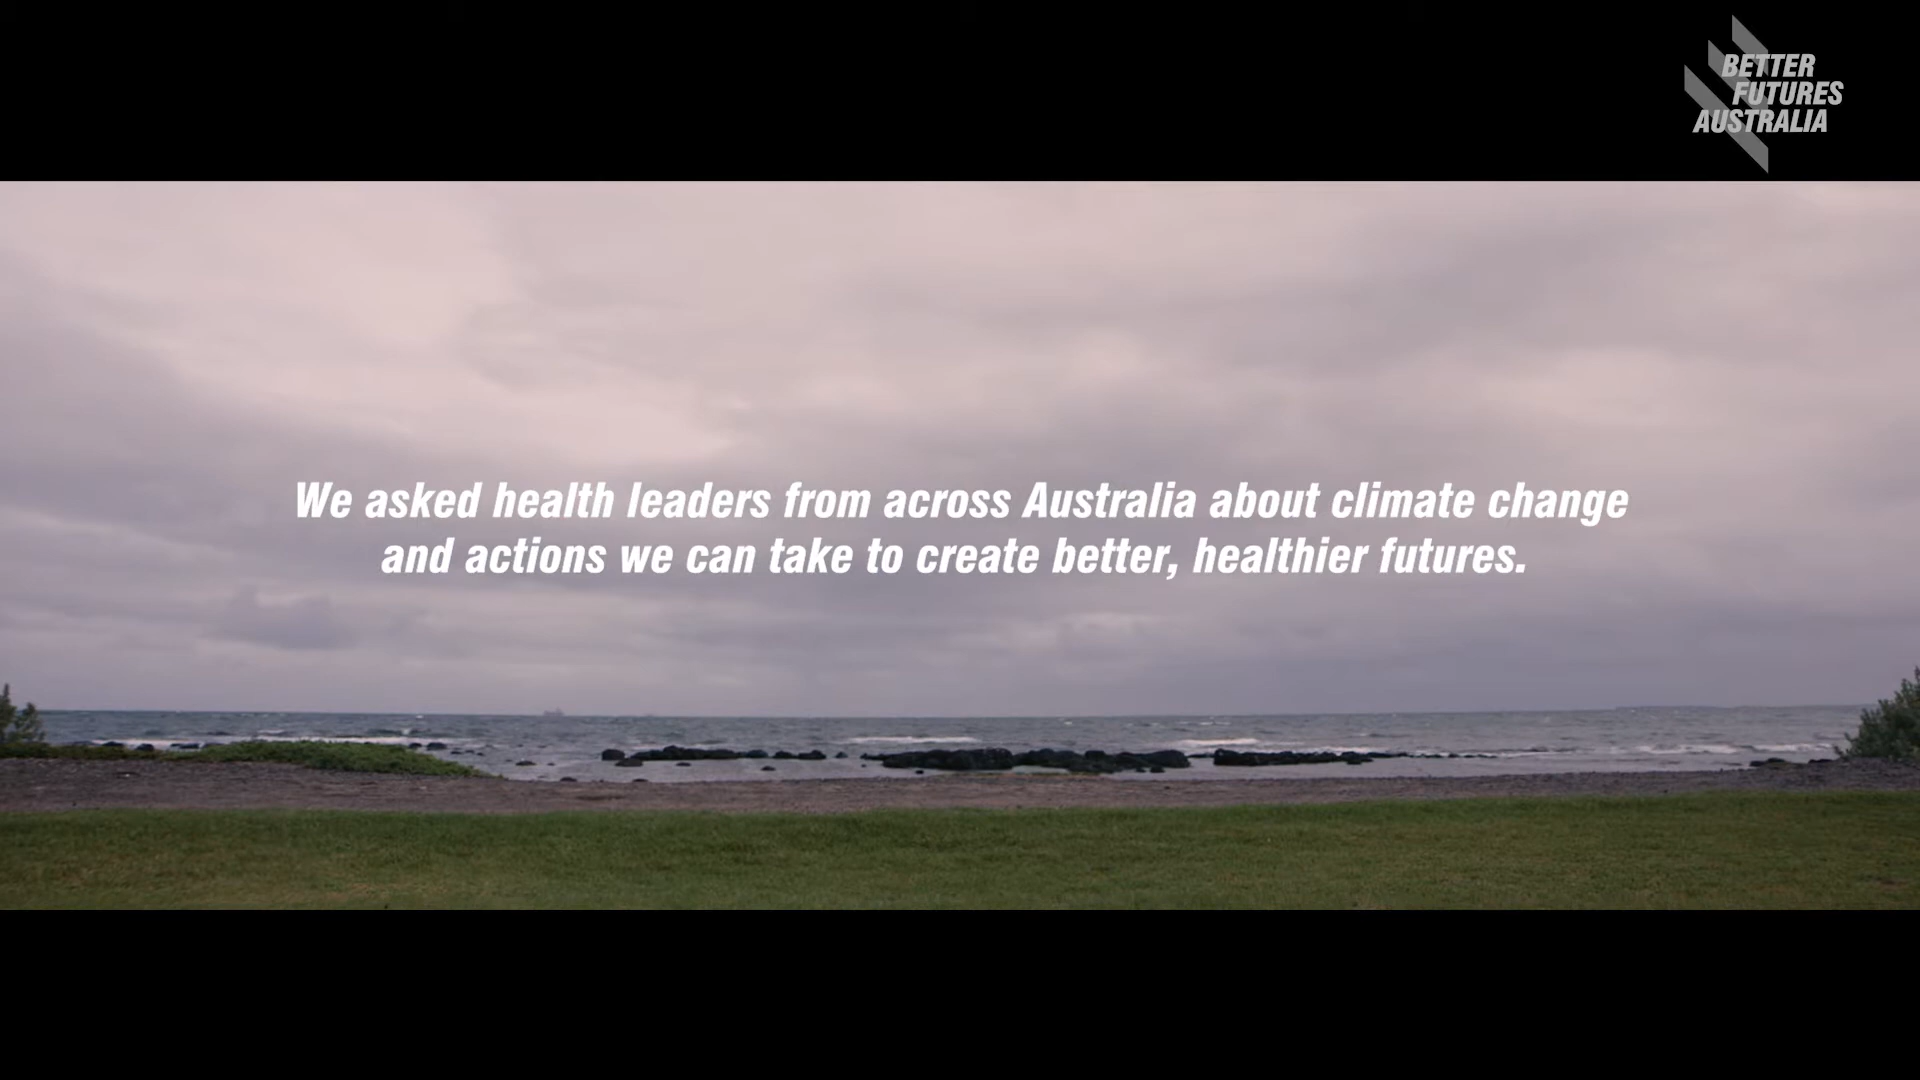 BETTER
FUTURES
AUSTRALIA
We asked health leaders from across Australia about climate change
and actions we can take to create better, healthier futures.